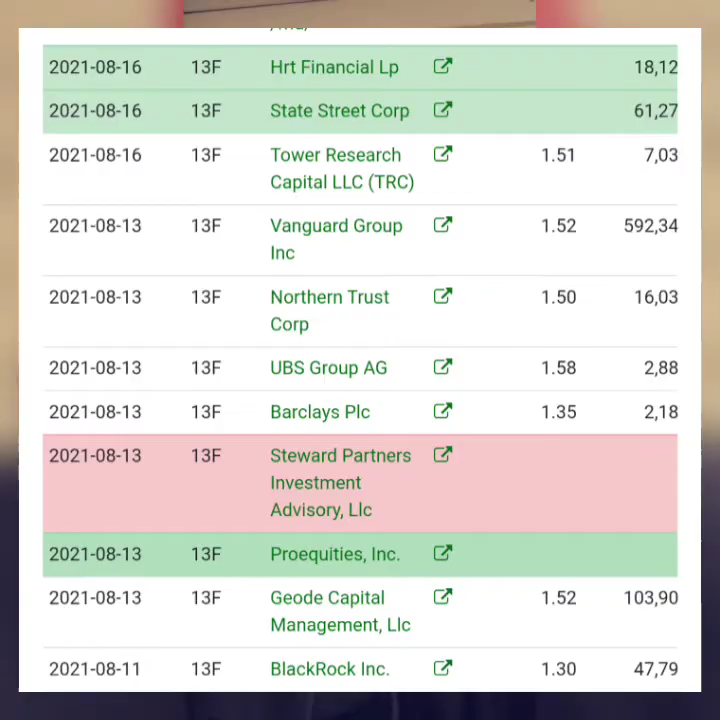 2021-08-16 13F Hrt Financial Lp 18,12
2021-08-16 13F State Street Corp 61,27
2021-08-16 13F Tower Research 1.51 7,03
Capital LLC (TRC)
2021-08-13 13F Vanguard Group 1.52 592,34
Inc
2021-08-13 13F Northern Trust 1.50 16,03
Corp
2021-08-13 13F UBS Group AG 1.58 2,88
2021-08-13 13F Barclays Plc 1.35 2,18
2021-08-13 13F Steward Partners
Investment
Advisory, Llc
2021-08-13 13F Proequities, Inc.
2021-08-13 13F Geode Capital 1.52 103,90
Management, Llc
2021-08-11 13F BlackRock Inc. 1.30 47,79